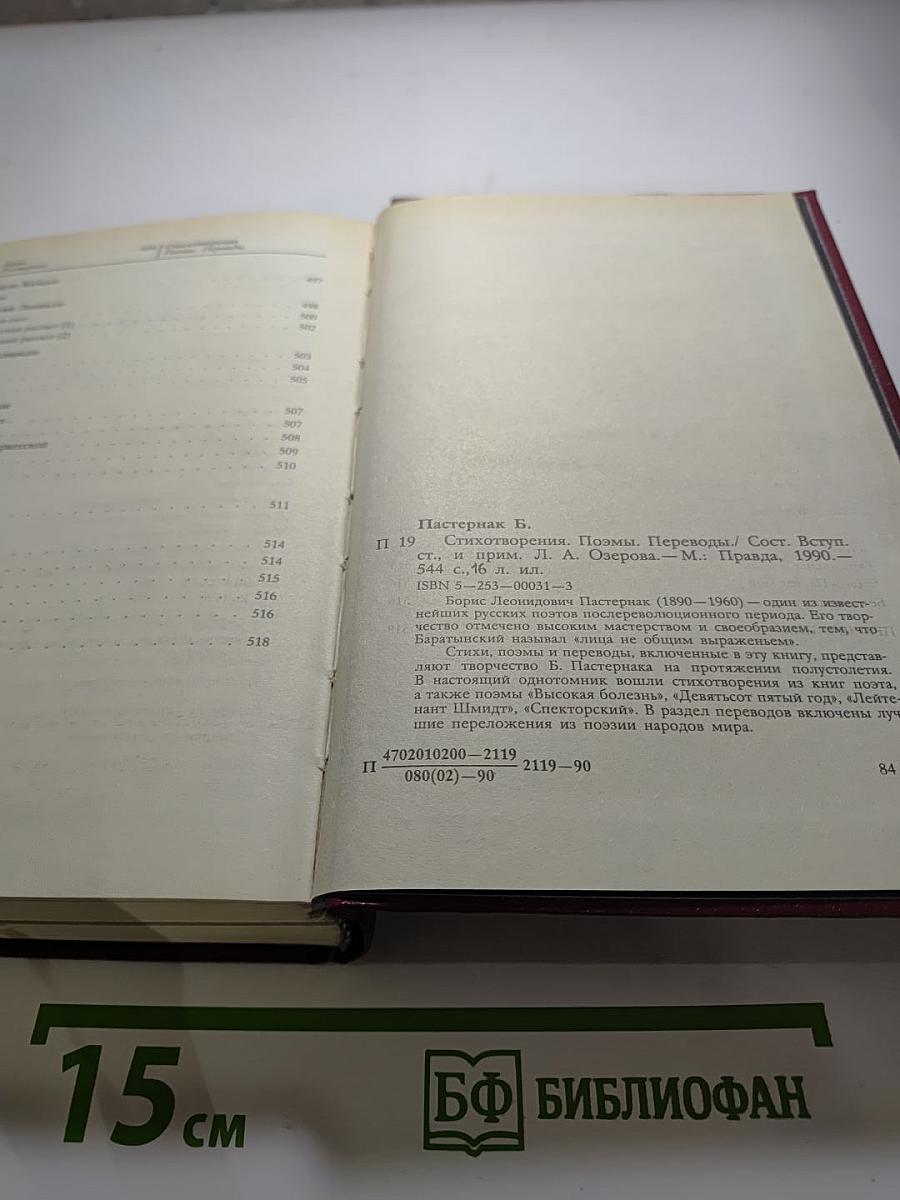 497
498
500
502
503
504
505
507
507
508
509
510
511
514
514
515
516
516
518
Пастернак Б.
П 19 Стихотворения. Поэмы. Переводы./ Сост. Вступ.
ст., и прим. Л. А. Озерова.— М.: Правда, 1990.—
544 с.,16 л. ил.
ISBN 5—253—00031—3
Борис Леонидович Пастернак (1890—1960) — один из извест-
нейших русских поэтов послереволюционного периода. Его твор-
чество отмечено высоким мастерством и своеобразием, тем, что
Баратынский называл «лица не общим выраженьем».
Стихи, поэмы и переводы, включенные в эту книгу, представ-
ляют творчество Б. Пастернака на протяжении полустолетия.
В настоящий однотомник вошли стихотворения из книг поэта,
а также поэмы «Высокая болезнь», «Девятьсот пятый год», «Лейте-
нант Шмидт», «Спекторский». В раздел переводов включены луч
шие переложения из поэзии народов мира.
4702010200—2119
П 080(02)—90 2119—90
84
15 см
БФ БИБЛИОФАН